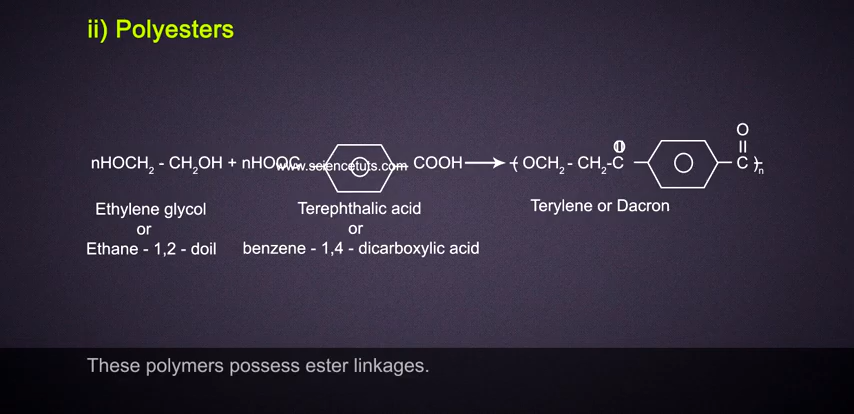 ii) Polyesters
O
nHOCH2 - CH2OH + nHOOC COOH ( OCH2 - CH2-C C )n
www.sciencetuts.com
Ethylene glycol Terephthalic acid Terylene or Dacron
or or
Ethane - 1,2 - doil benzene - 1,4 - dicarboxylic acid
These polymers possess ester linkages.